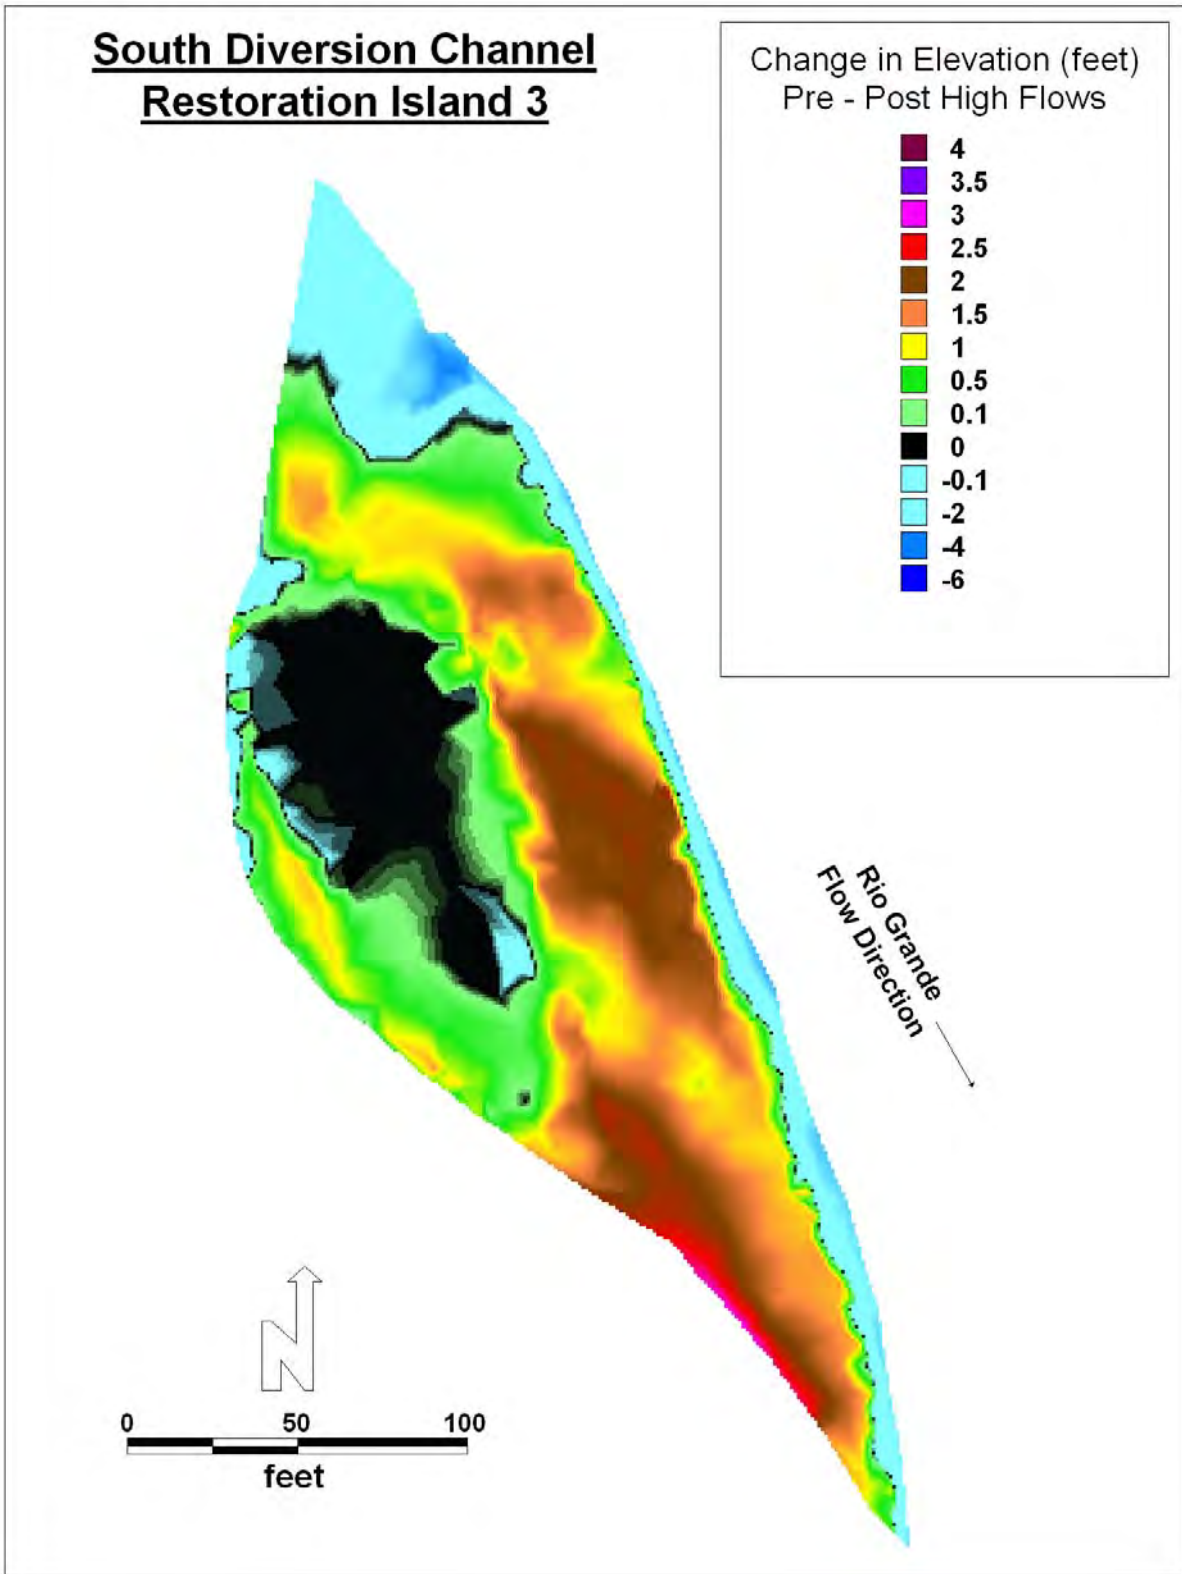 South Diversion Channel
Restoration Island 3
Change in Elevation (feet)
Pre - Post High Flows
4
3.5
3
2.5
2
1.5
1
0.5
0.1
0
-0.1
-2
-4
-6
Rio Grande
Flow Direction
N
0 50 100
feet